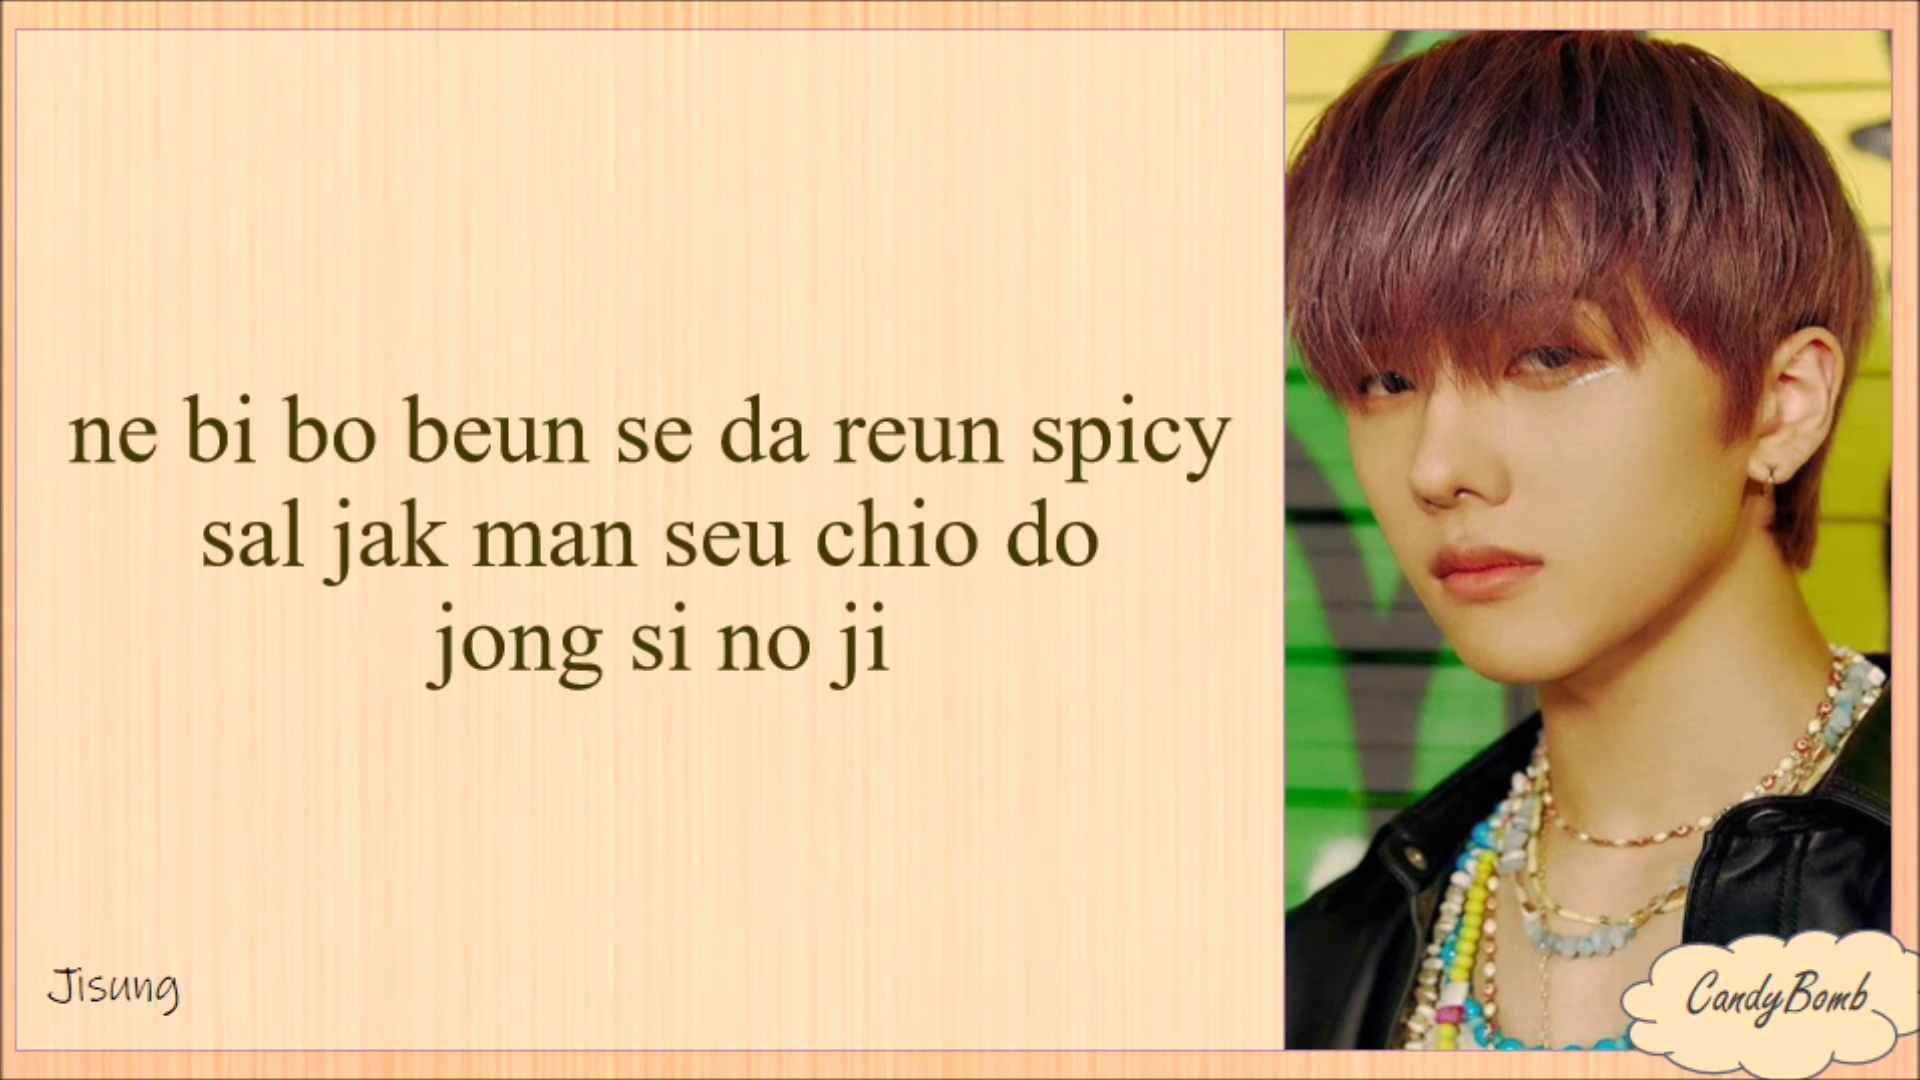 ne bi bo beun se da reun spicy
sal jak man seu chio do
jong si no ji
Jisung
CandyBomb